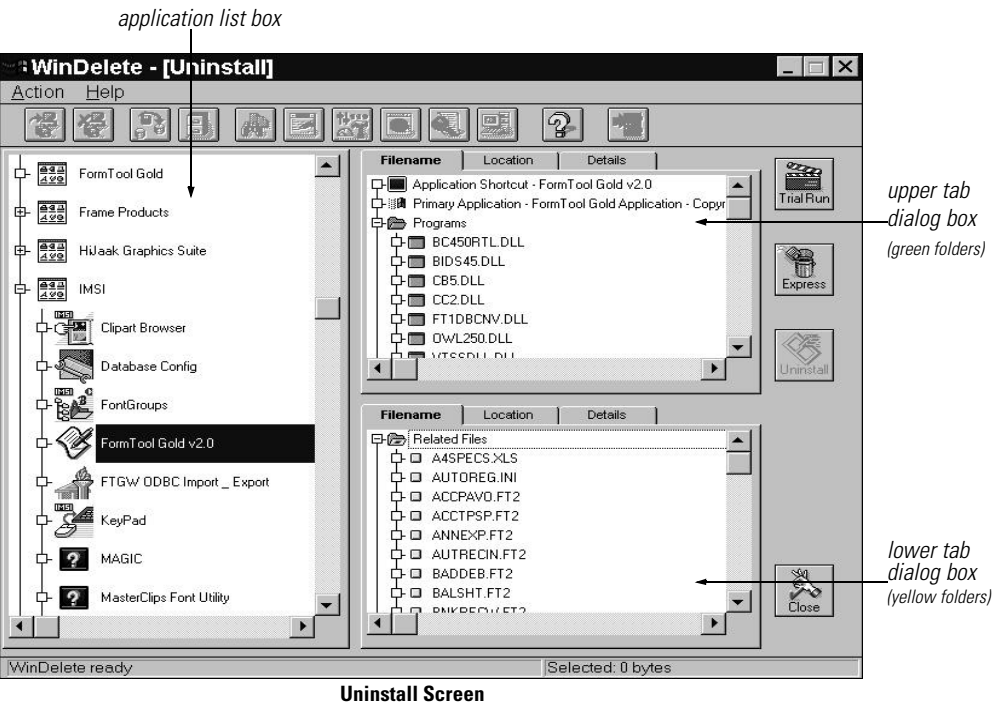 application list box
WinDelete - [Uninstall]
Action Help
FormTool Gold
Frame Products
HiJaak Graphics Suite
IMSI
IMSI
Clipart Browser
Database Config
IMSI
FontGroups
FormTool Gold v2.0
FTGW ODBC Import _ Export
IMSI
KeyPad
MAGIC
MasterClips Font Utility
Filename Location Details
Application Shortcut - FormTool Gold v2.0
Primary Application - FormTool Gold Application - Copyr
Programs
BC450RTL.DLL
BIDS45.DLL
CB5.DLL
CC2.DLL
FT1DBCNV.DLL
OWL250.DLL
Trial Run
Express
Uninstall
upper tab
dialog box
(green folders)
Filename Location Details
Related Files
A4SPECS.XLS
AUTOREG.INI
ACCPAVO.FT2
ACCTPSP.FT2
ANNEXP.FT2
AUTRECIN.FT2
BADDEB.FT2
BALSHT.FT2
Close
lower tab
dialog box
(yellow folders)
WinDelete ready
Selected: 0 bytes
Uninstall Screen